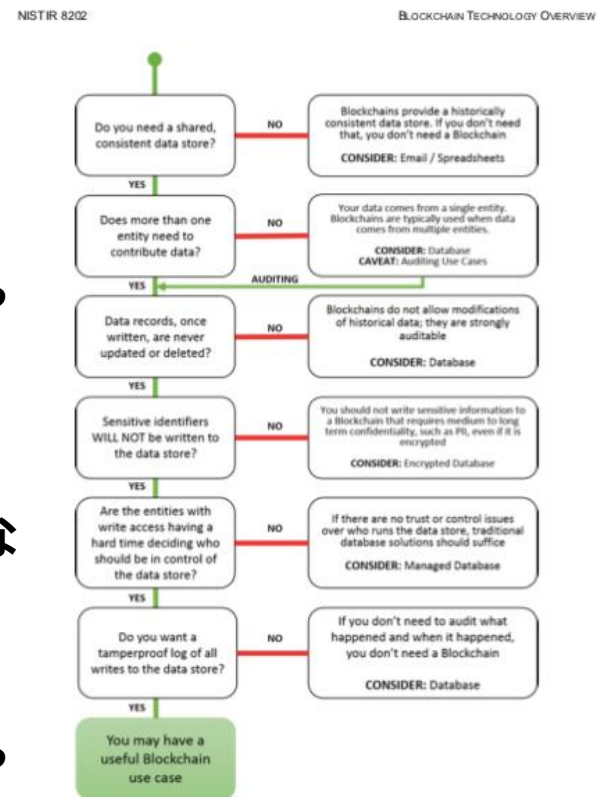 NISTIR 8202
BLOCKCHAIN TECHNOLOGY OVERVIEW
Do you need a shared,
consistent data store?
NO
Blockchains provide a historically
consistent data store. If you don't need
that, you don't need a Blockchain
CONSIDER: Email / Spreadsheets
YES
Does more than one
entity need to
contribute data?
NO
Your data comes from a single entity.
Blockchains are typically used when data
comes from multiple entities.
CONSIDER: Database
CAVEAT: Auditing Use Cases
AUDITING
YES
Data records, once
written, are never
updated or deleted?
NO
Blockchains do not allow modifications
of historical data; they are strongly
auditable
CONSIDER: Database
YES
Sensitive identifiers
WILL NOT be written to
the data store?
NO
You should not write sensitive information to
a Blockchain that requires medium to long
term confidentiality, such as PII, even if it is
encrypted
CONSIDER: Encrypted Database
YES
Are the entities with
write access having a
hard time deciding who
should be in control of
the data store?
NO
If there are no trust or control issues
over who runs the data store, traditional
database solutions should suffice
CONSIDER: Managed Database
な
YES
Do you want a
tamperproof log of all
writes to the data store?
NO
If you don't need to audit what
happened and when it happened,
you don't need a Blockchain
CONSIDER: Database
YES
You may have a
useful Blockchain
use case